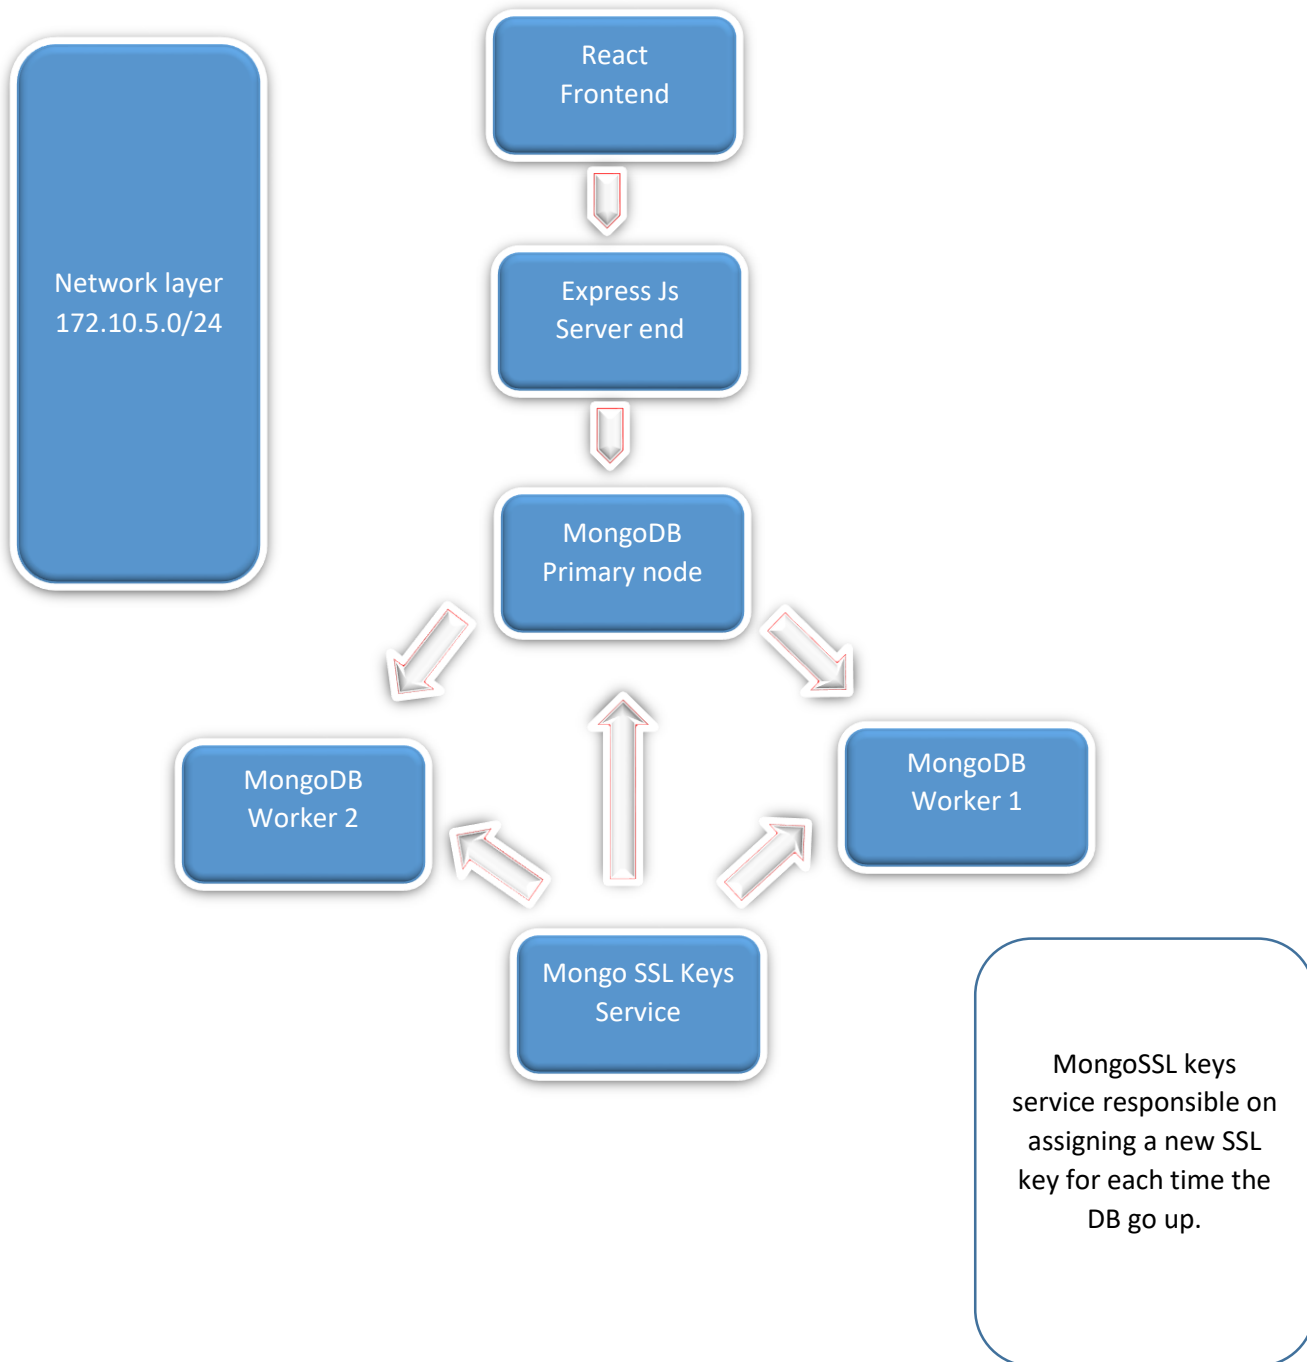 React
Frontend
Network layer
172.10.5.0/24
Express Js
Server end
MongoDB
Primary node
MongoDB
Worker 2
MongoDB
Worker 1
Mongo SSL Keys
Service
MongoSSL keys
service responsible on
assigning a new SSL
key for each time the
DB go up.